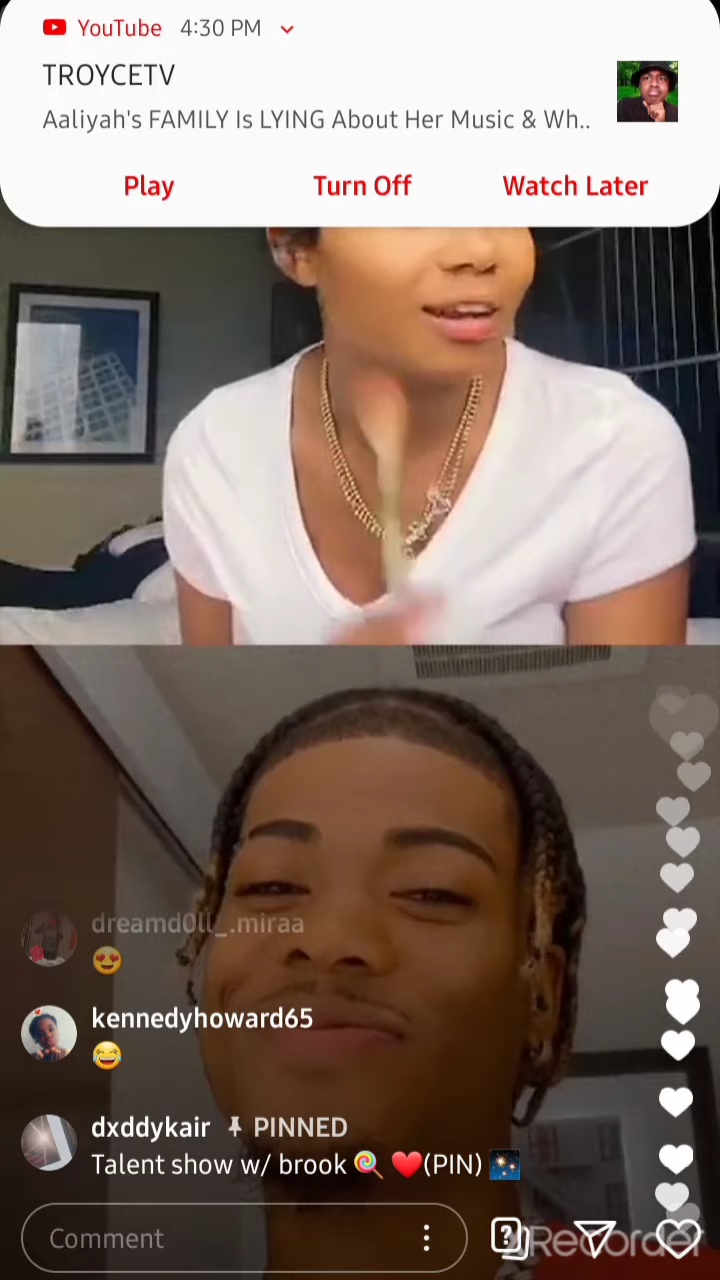 YouTube 4:30 PM
TROYCETV
Aaliyah's FAMILY Is LYING About Her Music & Wh..
Play Turn Off Watch Later
dreamd0ll_.miraa
😍
kennedyhoward65
😂
dxddykair PINNED
Talent show w/ brook 🍭 ❤️(PIN) 🎇
Comment
Recorder